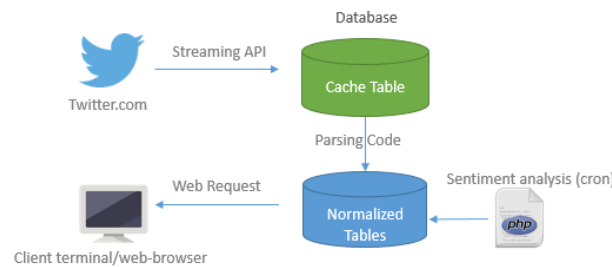 Database
Streaming API
Cache Table
Twitter.com
Parsing Code
Sentiment analysis (cron)
Web Request
Normalized
Tables
php
Client terminal/web-browser